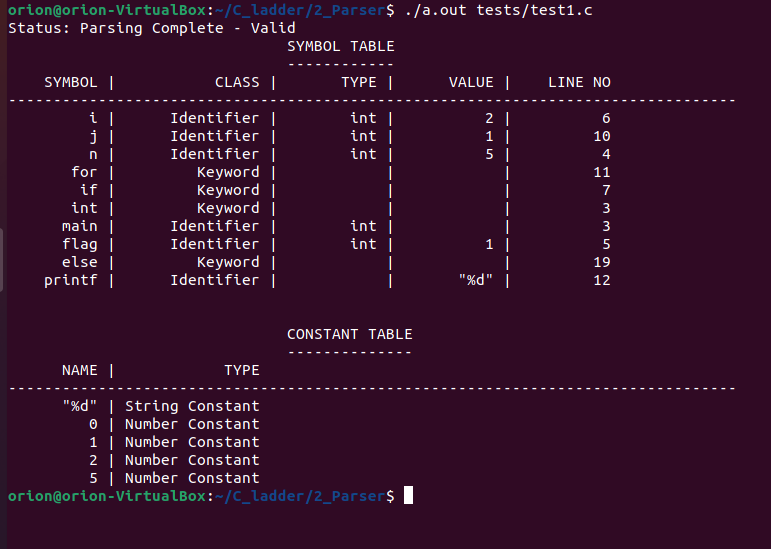 orion@orion-VirtualBox:~/C_ladder/2_Parser$ ./a.out tests/test1.c
Status: Parsing Complete - Valid
SYMBOL TABLE
------------
SYMBOL | CLASS | TYPE | VALUE | LINE NO
---------------------------------------------------------------------------------
i | Identifier | int | 2 | 6
j | Identifier | int | 1 | 10
n | Identifier | int | 5 | 4
for | Keyword | | | 11
if | Keyword | | | 7
int | Keyword | | | 3
main | Identifier | int | | 3
flag | Identifier | int | 1 | 5
else | Keyword | | | 19
printf | Identifier | | "%d" | 12
CONSTANT TABLE
--------------
NAME | TYPE
---------------------------------------------------------------------------------
"%d" | String Constant
0 | Number Constant
1 | Number Constant
2 | Number Constant
5 | Number Constant
orion@orion-VirtualBox:~/C_ladder/2_Parser$